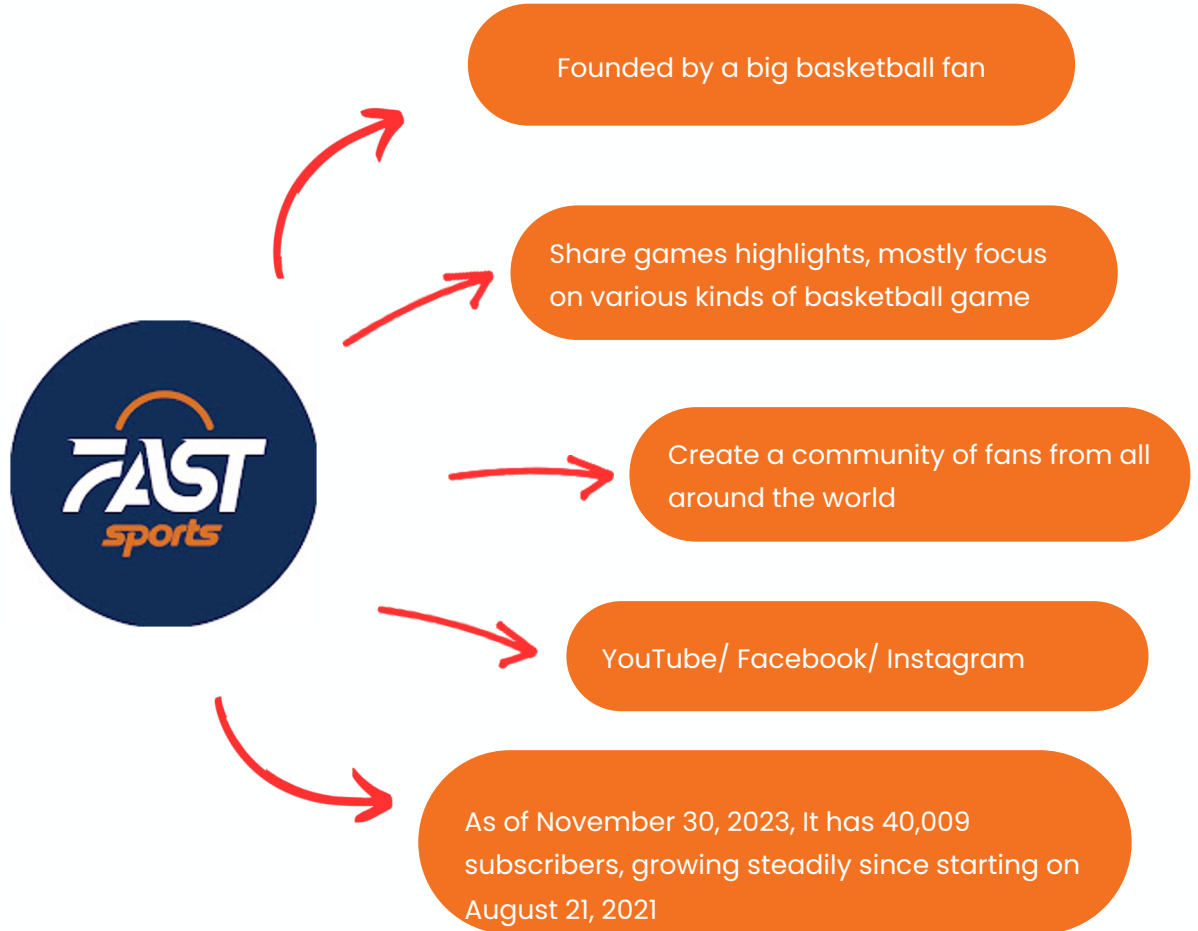 Founded by a big basketball fan
Share games highlights, mostly focus
on various kinds of basketball game
FAST
sports
Create a community of fans from all
around the world
YouTube/ Facebook/ Instagram
As of November 30, 2023, It has 40,009
subscribers, growing steadily since starting on
August 21, 2021